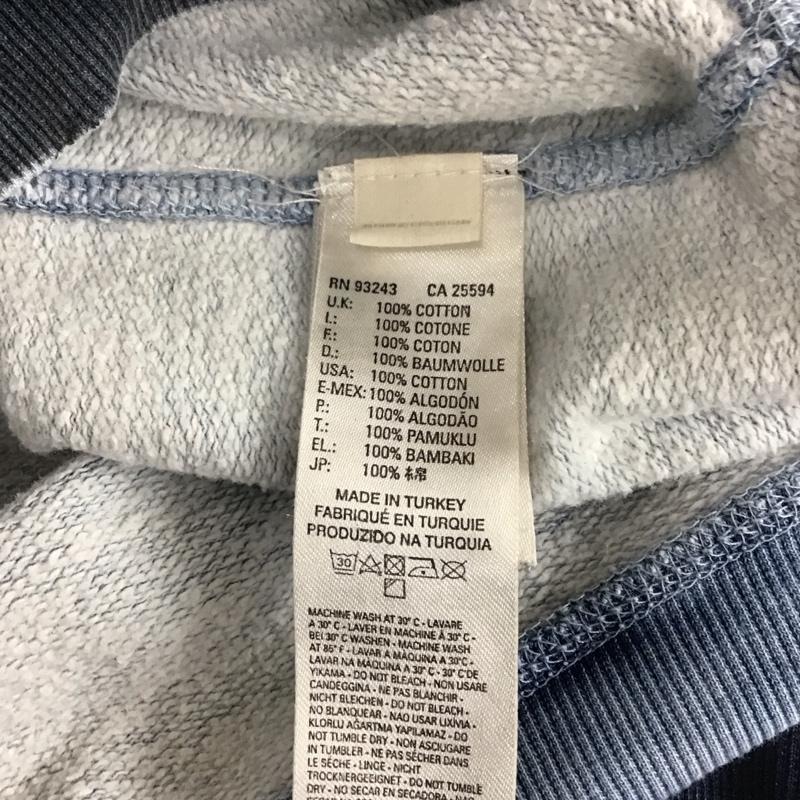 RN 93243 CA 25594
U.K: 100% COTTON
I.: 100% COTONE
F.: 100% COTON
D.: 100% BAUMWOLLE
USA: 100% COTTON
E-MEX: 100% ALGODÓN
P.: 100% ALGODÃO
T.: 100% PAMUKLU
EL.: 100% BAMBAKI
JP: 100% 綿
MADE IN TURKEY
FABRIQUÉ EN TURQUIE
PRODUZIDO NA TURQUIA
30
MACHINE WASH AT 30° C - LAVARE
A 30° C - LAVER EN MACHINE À 30° C -
BEI 30° C WASHEN - MACHINE WASH
AT 85° F - LAVAR A MÁQUINA A 30°C -
LAVAR NA MÁQUINA A 30°C - 30°C'DE
YIKAMA - DO NOT BLEACH - NON USARE
CANDEGGINA - NE PAS BLANCHIR -
NICHT BLEICHEN - DO NOT BLEACH -
NO BLANQUEAR - NÃO USAR LIXÍVIA -
KLORLU AĞARTMA YAPILAMAZ - DO
NOT TUMBLE DRY - NON ASCIUGARE
IN TUMBLER - NE PAS SÉCHER DANS
LE SÈCHE - LINGE - NICHT
TROCKNERGEEIGNET - DO NOT TUMBLE
DRY - NO SECAR EN SECADORA - NÃO